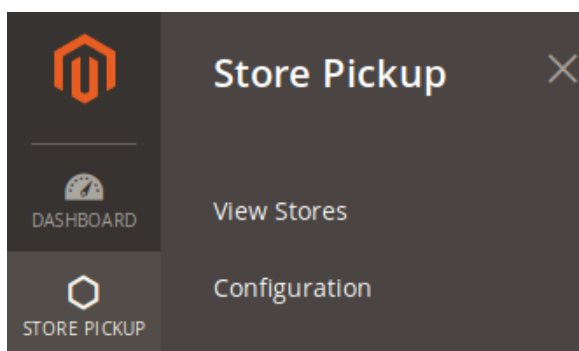 Store Pickup
DASHBOARD
View Stores
Configuration
STORE PICKUP